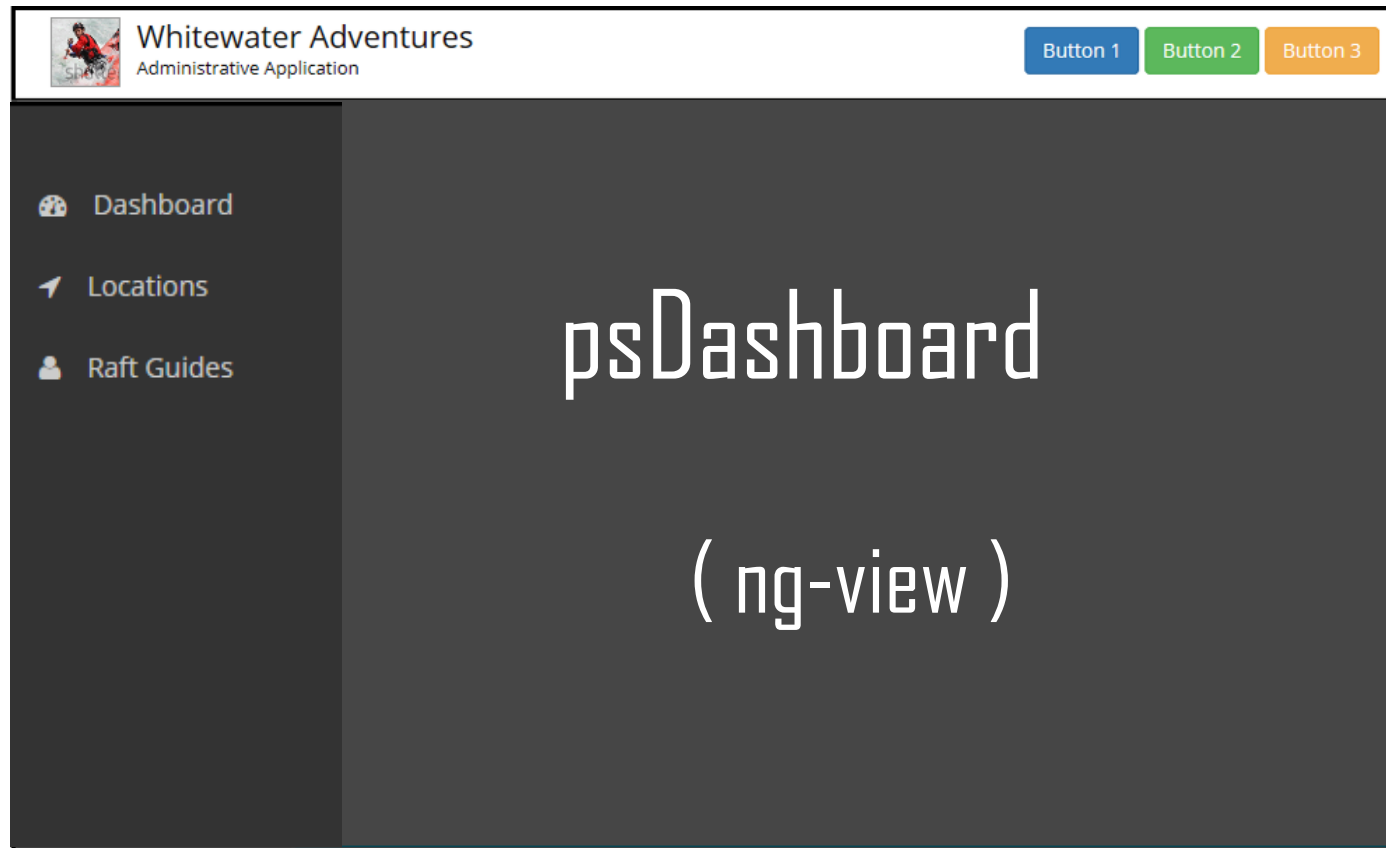 Whitewater Adventures
Administrative Application
Button 1 Button 2 Button 3
Dashboard
Locations
Raft Guides
psDashboard
( ng-view )